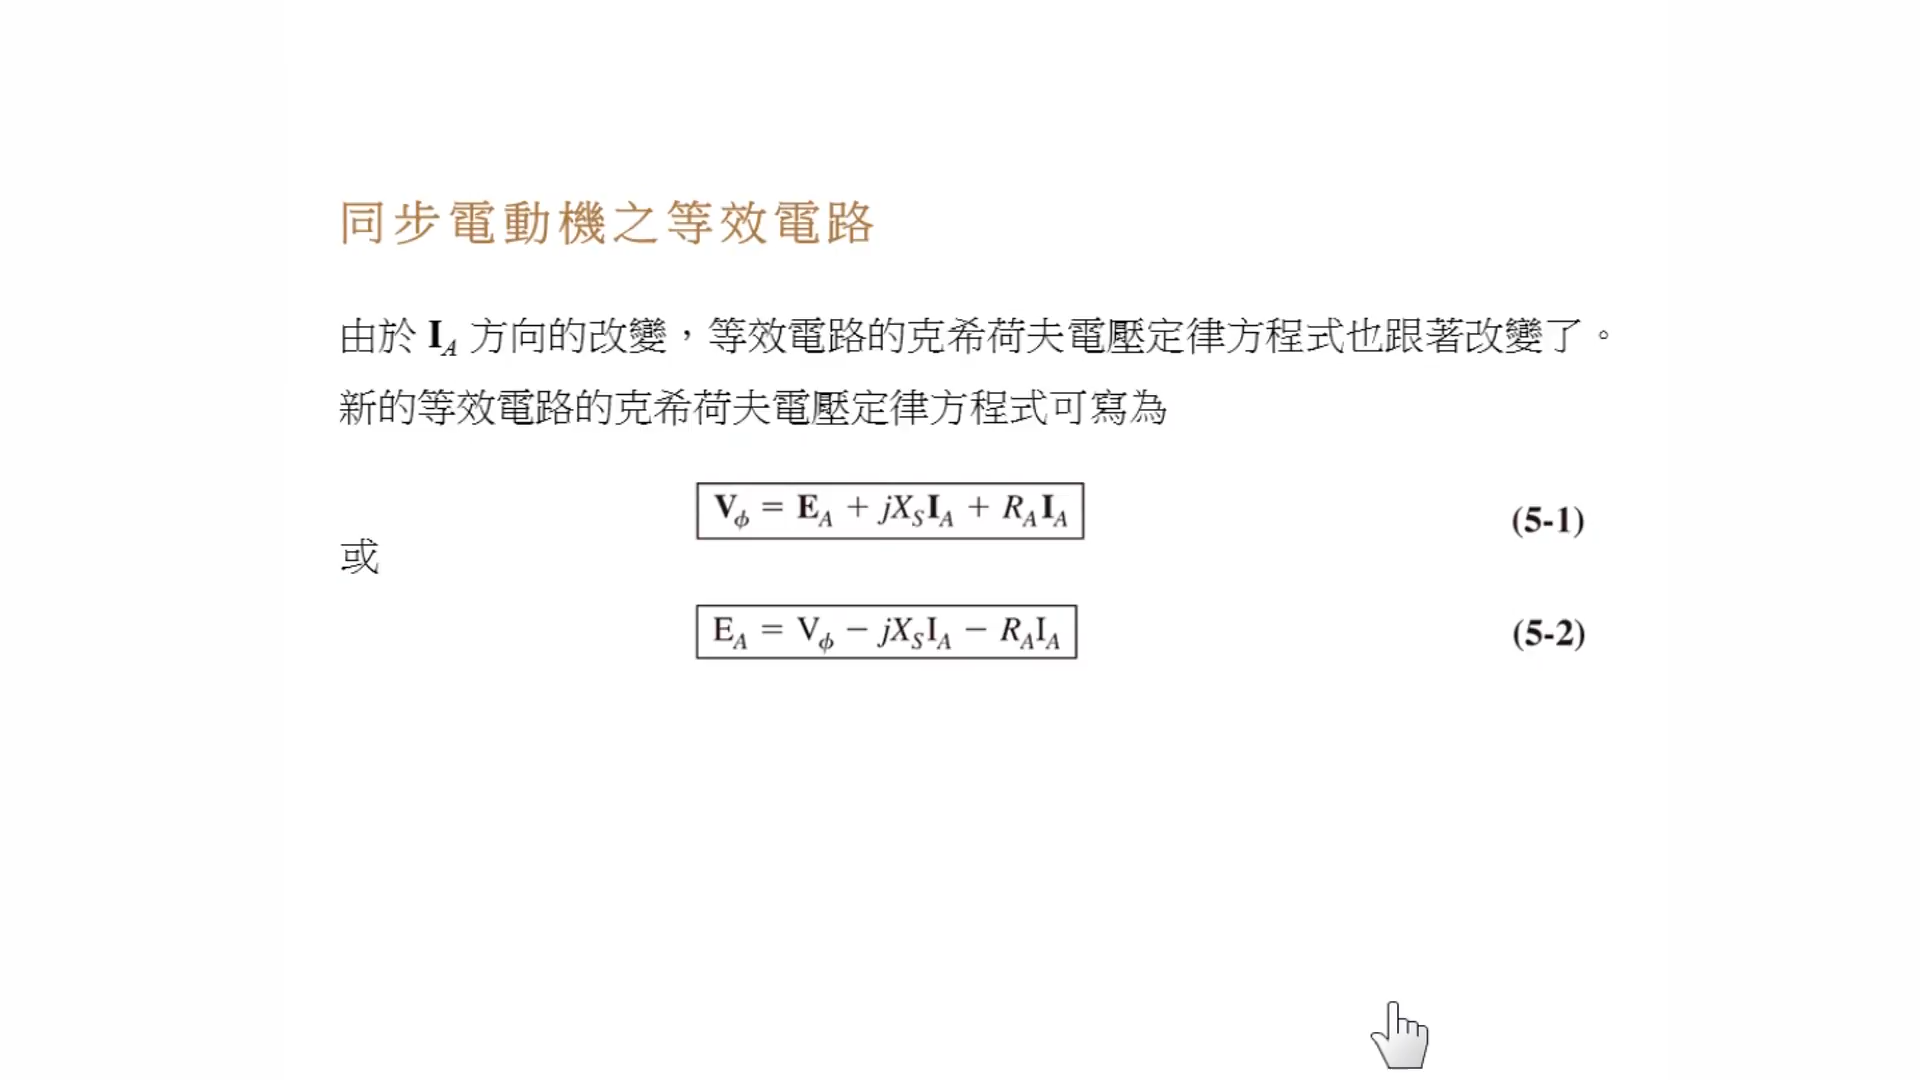 同步電動機之等效電路
由於 I_A 方向的改變，等效電路的克希荷夫電壓定律方程式也跟著改變了。
新的等效電路的克希荷夫電壓定律方程式可寫為
V_ϕ = E_A + jX_S I_A + R_A I_A (5-1)
或
E_A = V_ϕ − jX_S I_A − R_A I_A (5-2)